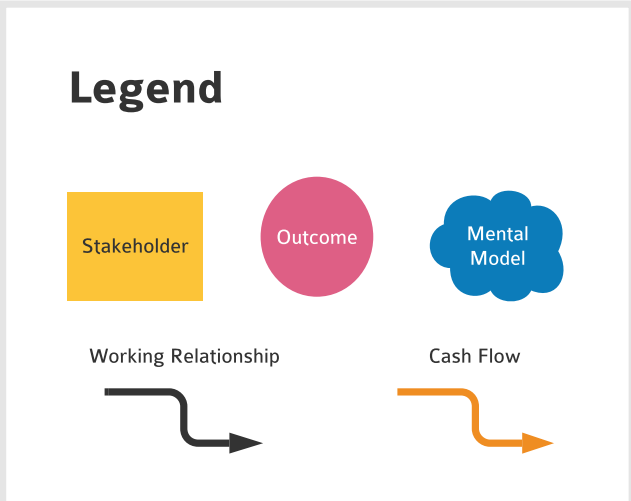 Legend
Stakeholder
Outcome
Mental
Model
Working Relationship
Cash Flow